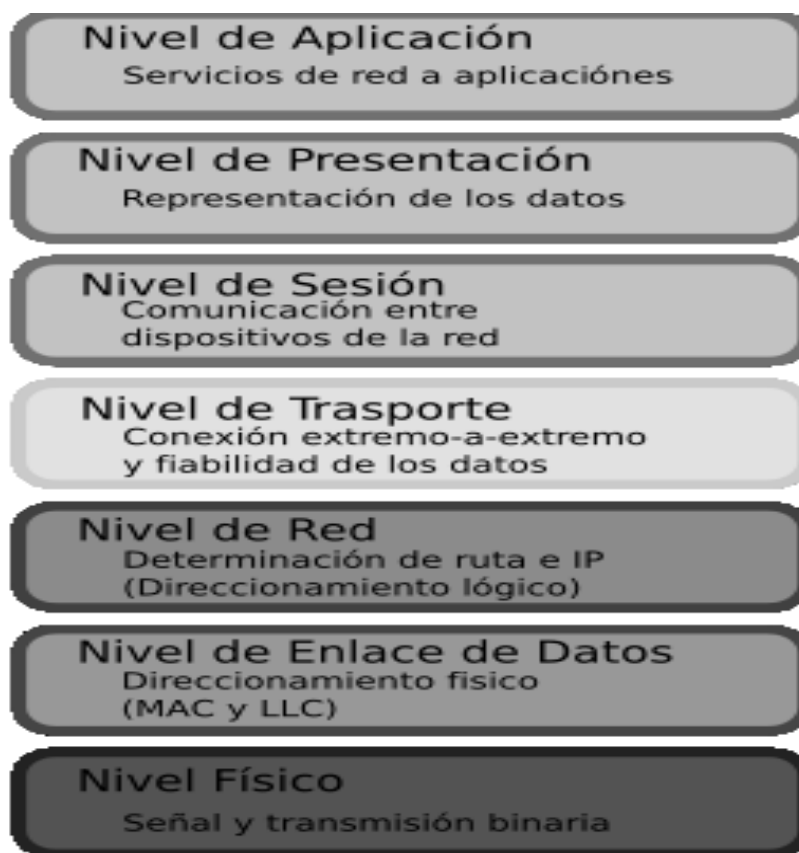 Nivel de Aplicación
Servicios de red a aplicaciónes
Nivel de Presentación
Representación de los datos
Nivel de Sesión
Comunicación entre
dispositivos de la red
Nivel de Trasporte
Conexión extremo-a-extremo
y fiabilidad de los datos
Nivel de Red
Determinación de ruta e IP
(Direccionamiento lógico)
Nivel de Enlace de Datos
Direccionamiento fisico
(MAC y LLC)
Nivel Físico
Señal y transmisión binaria